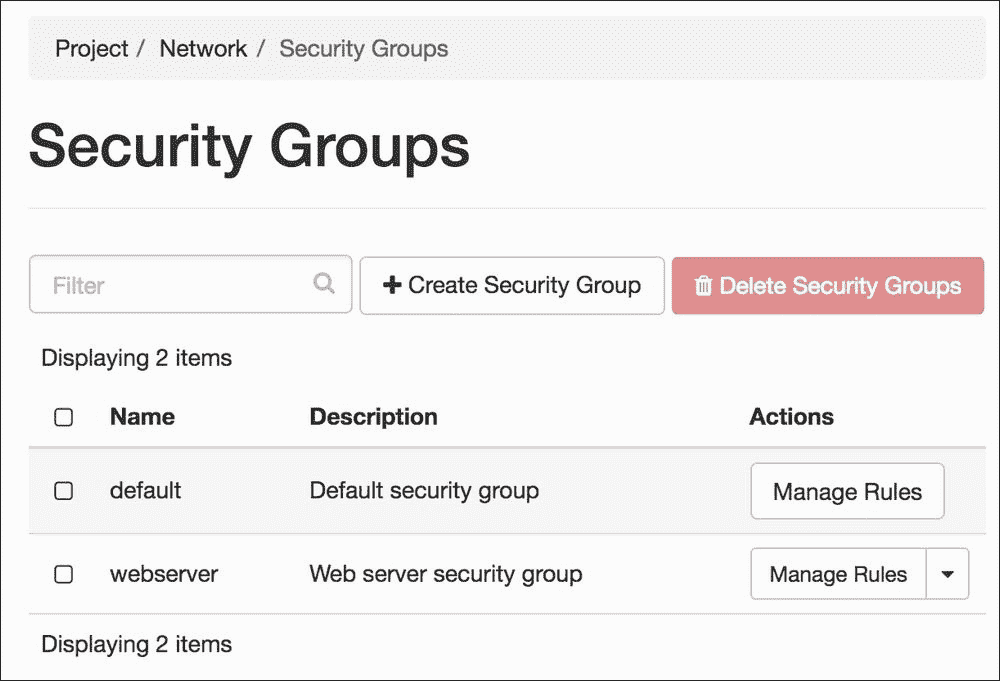 Project / Network / Security Groups
Security Groups
Filter Create Security Group Delete Security Groups
Displaying 2 items
Name Description Actions
default Default security group Manage Rules
webserver Web server security group Manage Rules
Displaying 2 items